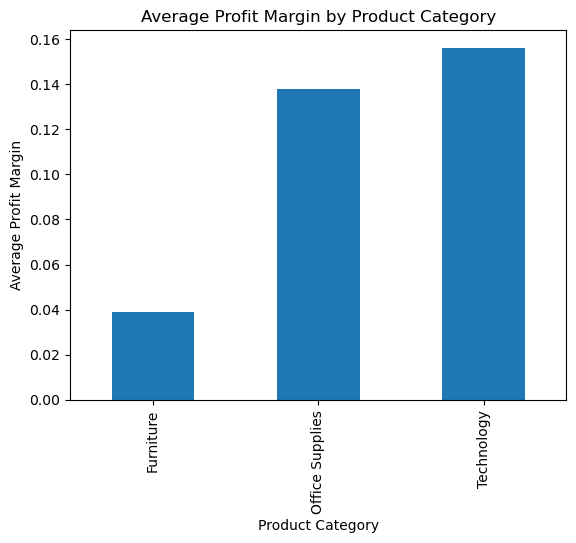 Average Profit Margin by Product Category
Average Profit Margin
0.16
0.14
0.12
0.10
0.08
0.06
0.04
0.02
0.00
Furniture
Office Supplies
Technology
Product Category